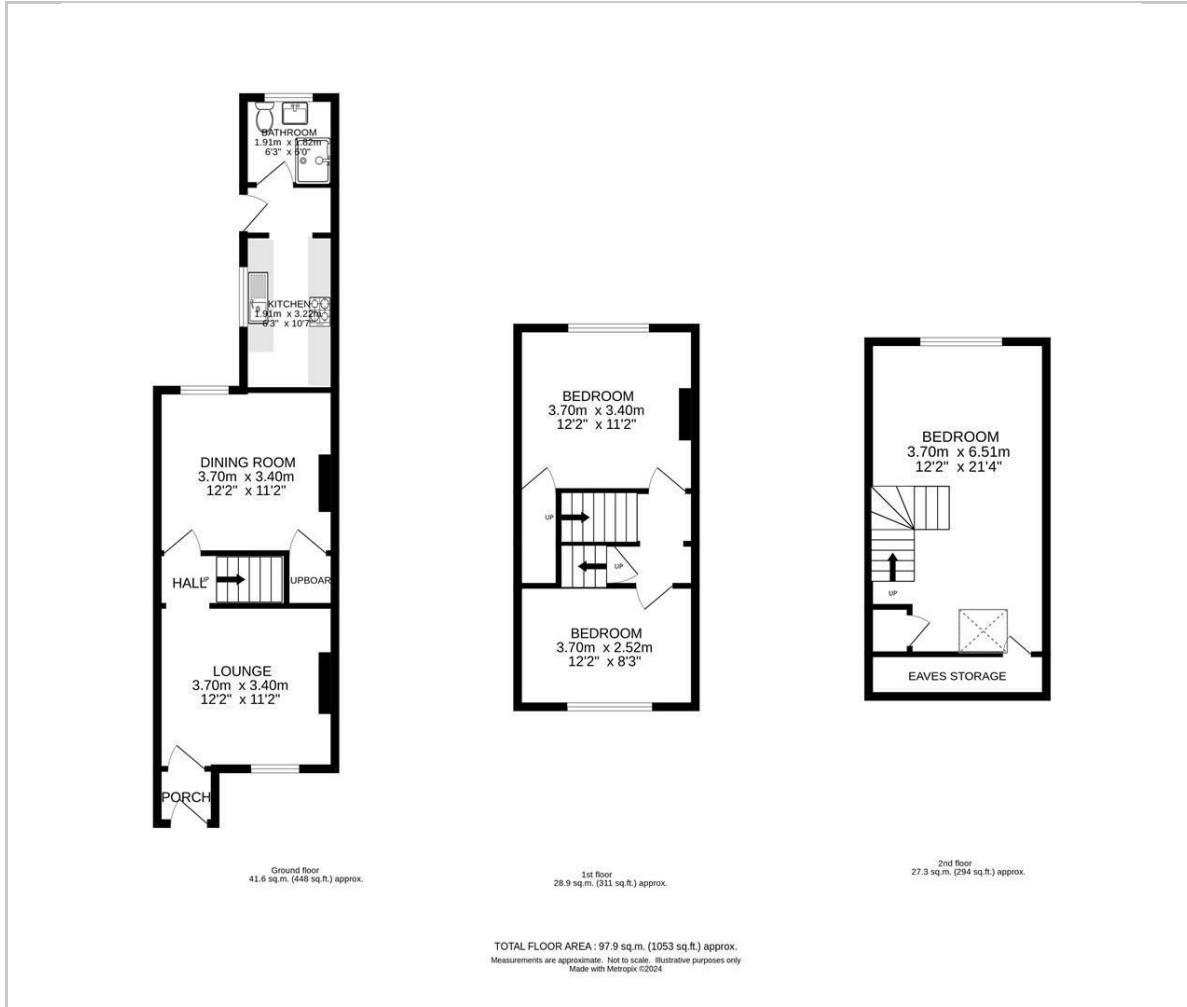 BATHROOM
1.91m x 1.82m
6'3" x 6'0"
KITCHEN
1.91m x 3.22m
6'3" x 10'7"
DINING ROOM
3.70m x 3.40m
12'2" x 11'2"
HALL
UP
UPBOAR
LOUNGE
3.70m x 3.40m
12'2" x 11'2"
PORCH
Ground floor
41.6 sq.m. (448 sq.ft.) approx.
BEDROOM
3.70m x 3.40m
12'2" x 11'2"
UP
UP
BEDROOM
3.70m x 2.52m
12'2" x 8'3"
1st floor
28.9 sq.m. (311 sq.ft.) approx.
BEDROOM
3.70m x 6.51m
12'2" x 21'4"
UP
EAVES STORAGE
2nd floor
27.3 sq.m. (294 sq.ft.) approx.
TOTAL FLOOR AREA : 97.9 sq.m. (1053 sq.ft.) approx.
Measurements are approximate. Not to scale. Illustrative purposes only
Made with Metropix ©2024